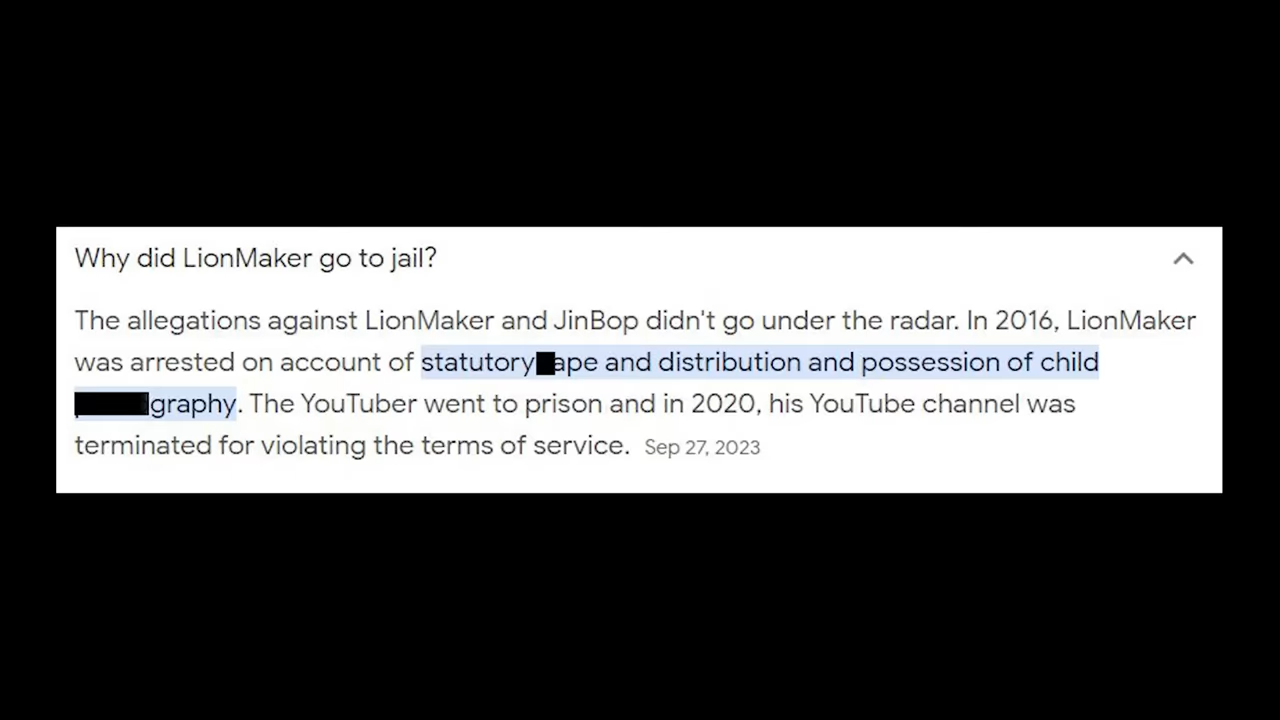 Why did LionMaker go to jail?
The allegations against LionMaker and JinBop didn't go under the radar. In 2016, LionMaker
was arrested on account of statutory ape and distribution and possession of child
graphy. The YouTuber went to prison and in 2020, his YouTube channel was
terminated for violating the terms of service. Sep 27, 2023